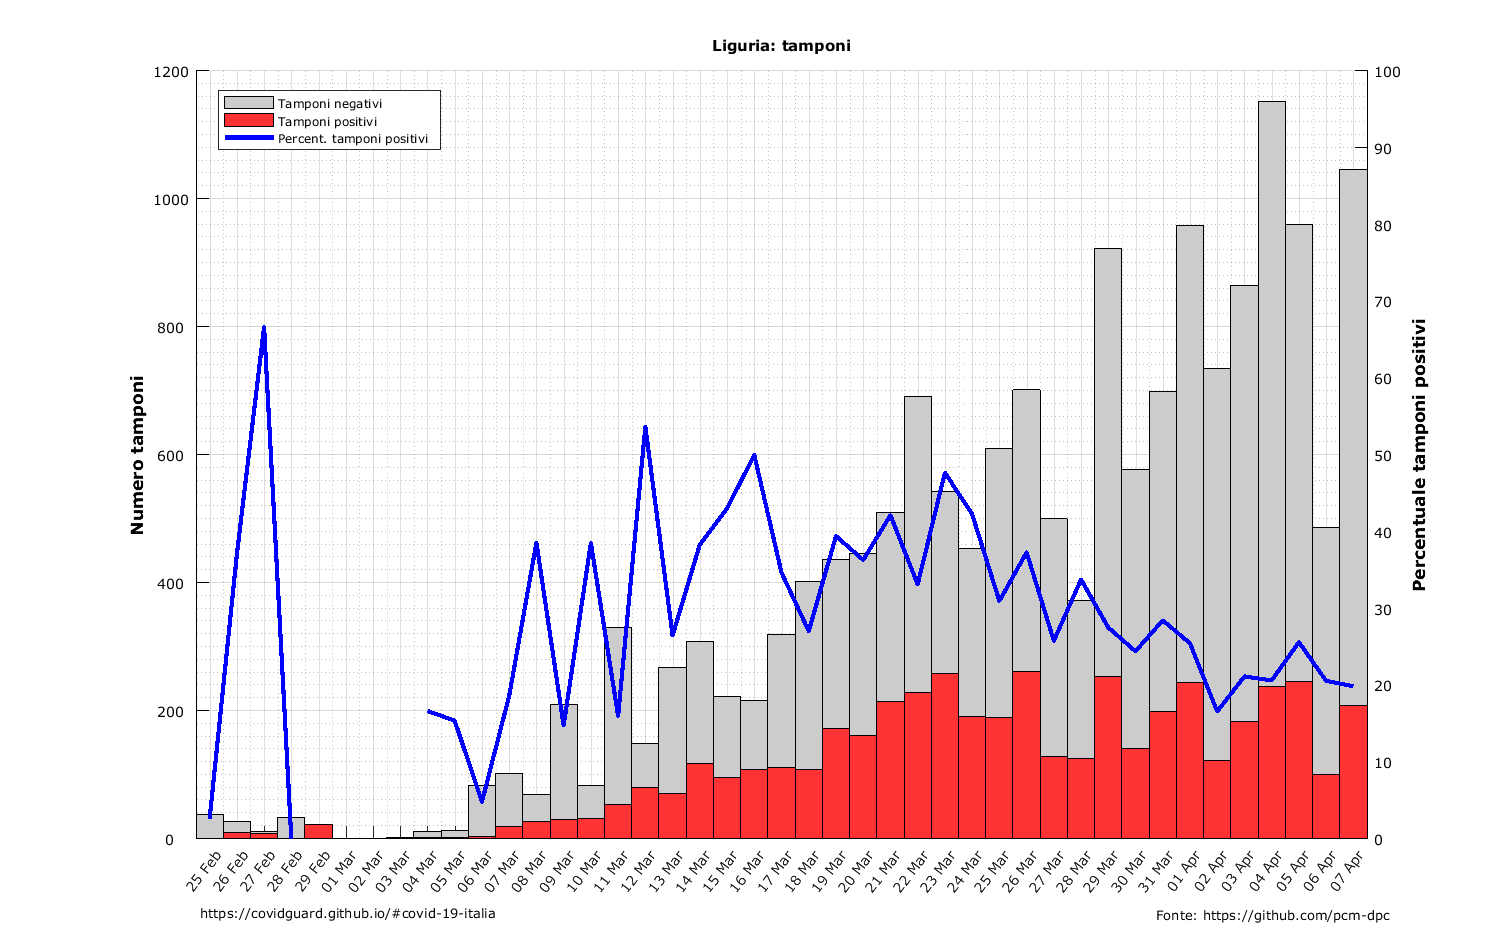 Liguria: tamponi
Tamponi negativi
Tamponi positivi
Percent. tamponi positivi
Numero tamponi
1200
1000
800
600
400
200
0
100
90
80
70
60
50
40
30
20
10
0
Percentuale tamponi positivi
25 Feb
26 Feb
27 Feb
28 Feb
29 Feb
01 Mar
02 Mar
03 Mar
04 Mar
05 Mar
06 Mar
07 Mar
08 Mar
09 Mar
10 Mar
11 Mar
12 Mar
13 Mar
14 Mar
15 Mar
16 Mar
17 Mar
18 Mar
19 Mar
20 Mar
21 Mar
22 Mar
23 Mar
24 Mar
25 Mar
26 Mar
27 Mar
28 Mar
29 Mar
30 Mar
31 Mar
01 Apr
02 Apr
03 Apr
04 Apr
05 Apr
06 Apr
07 Apr
https://covidguard.github.io/#covid-19-italia
Fonte: https://github.com/pcm-dpc